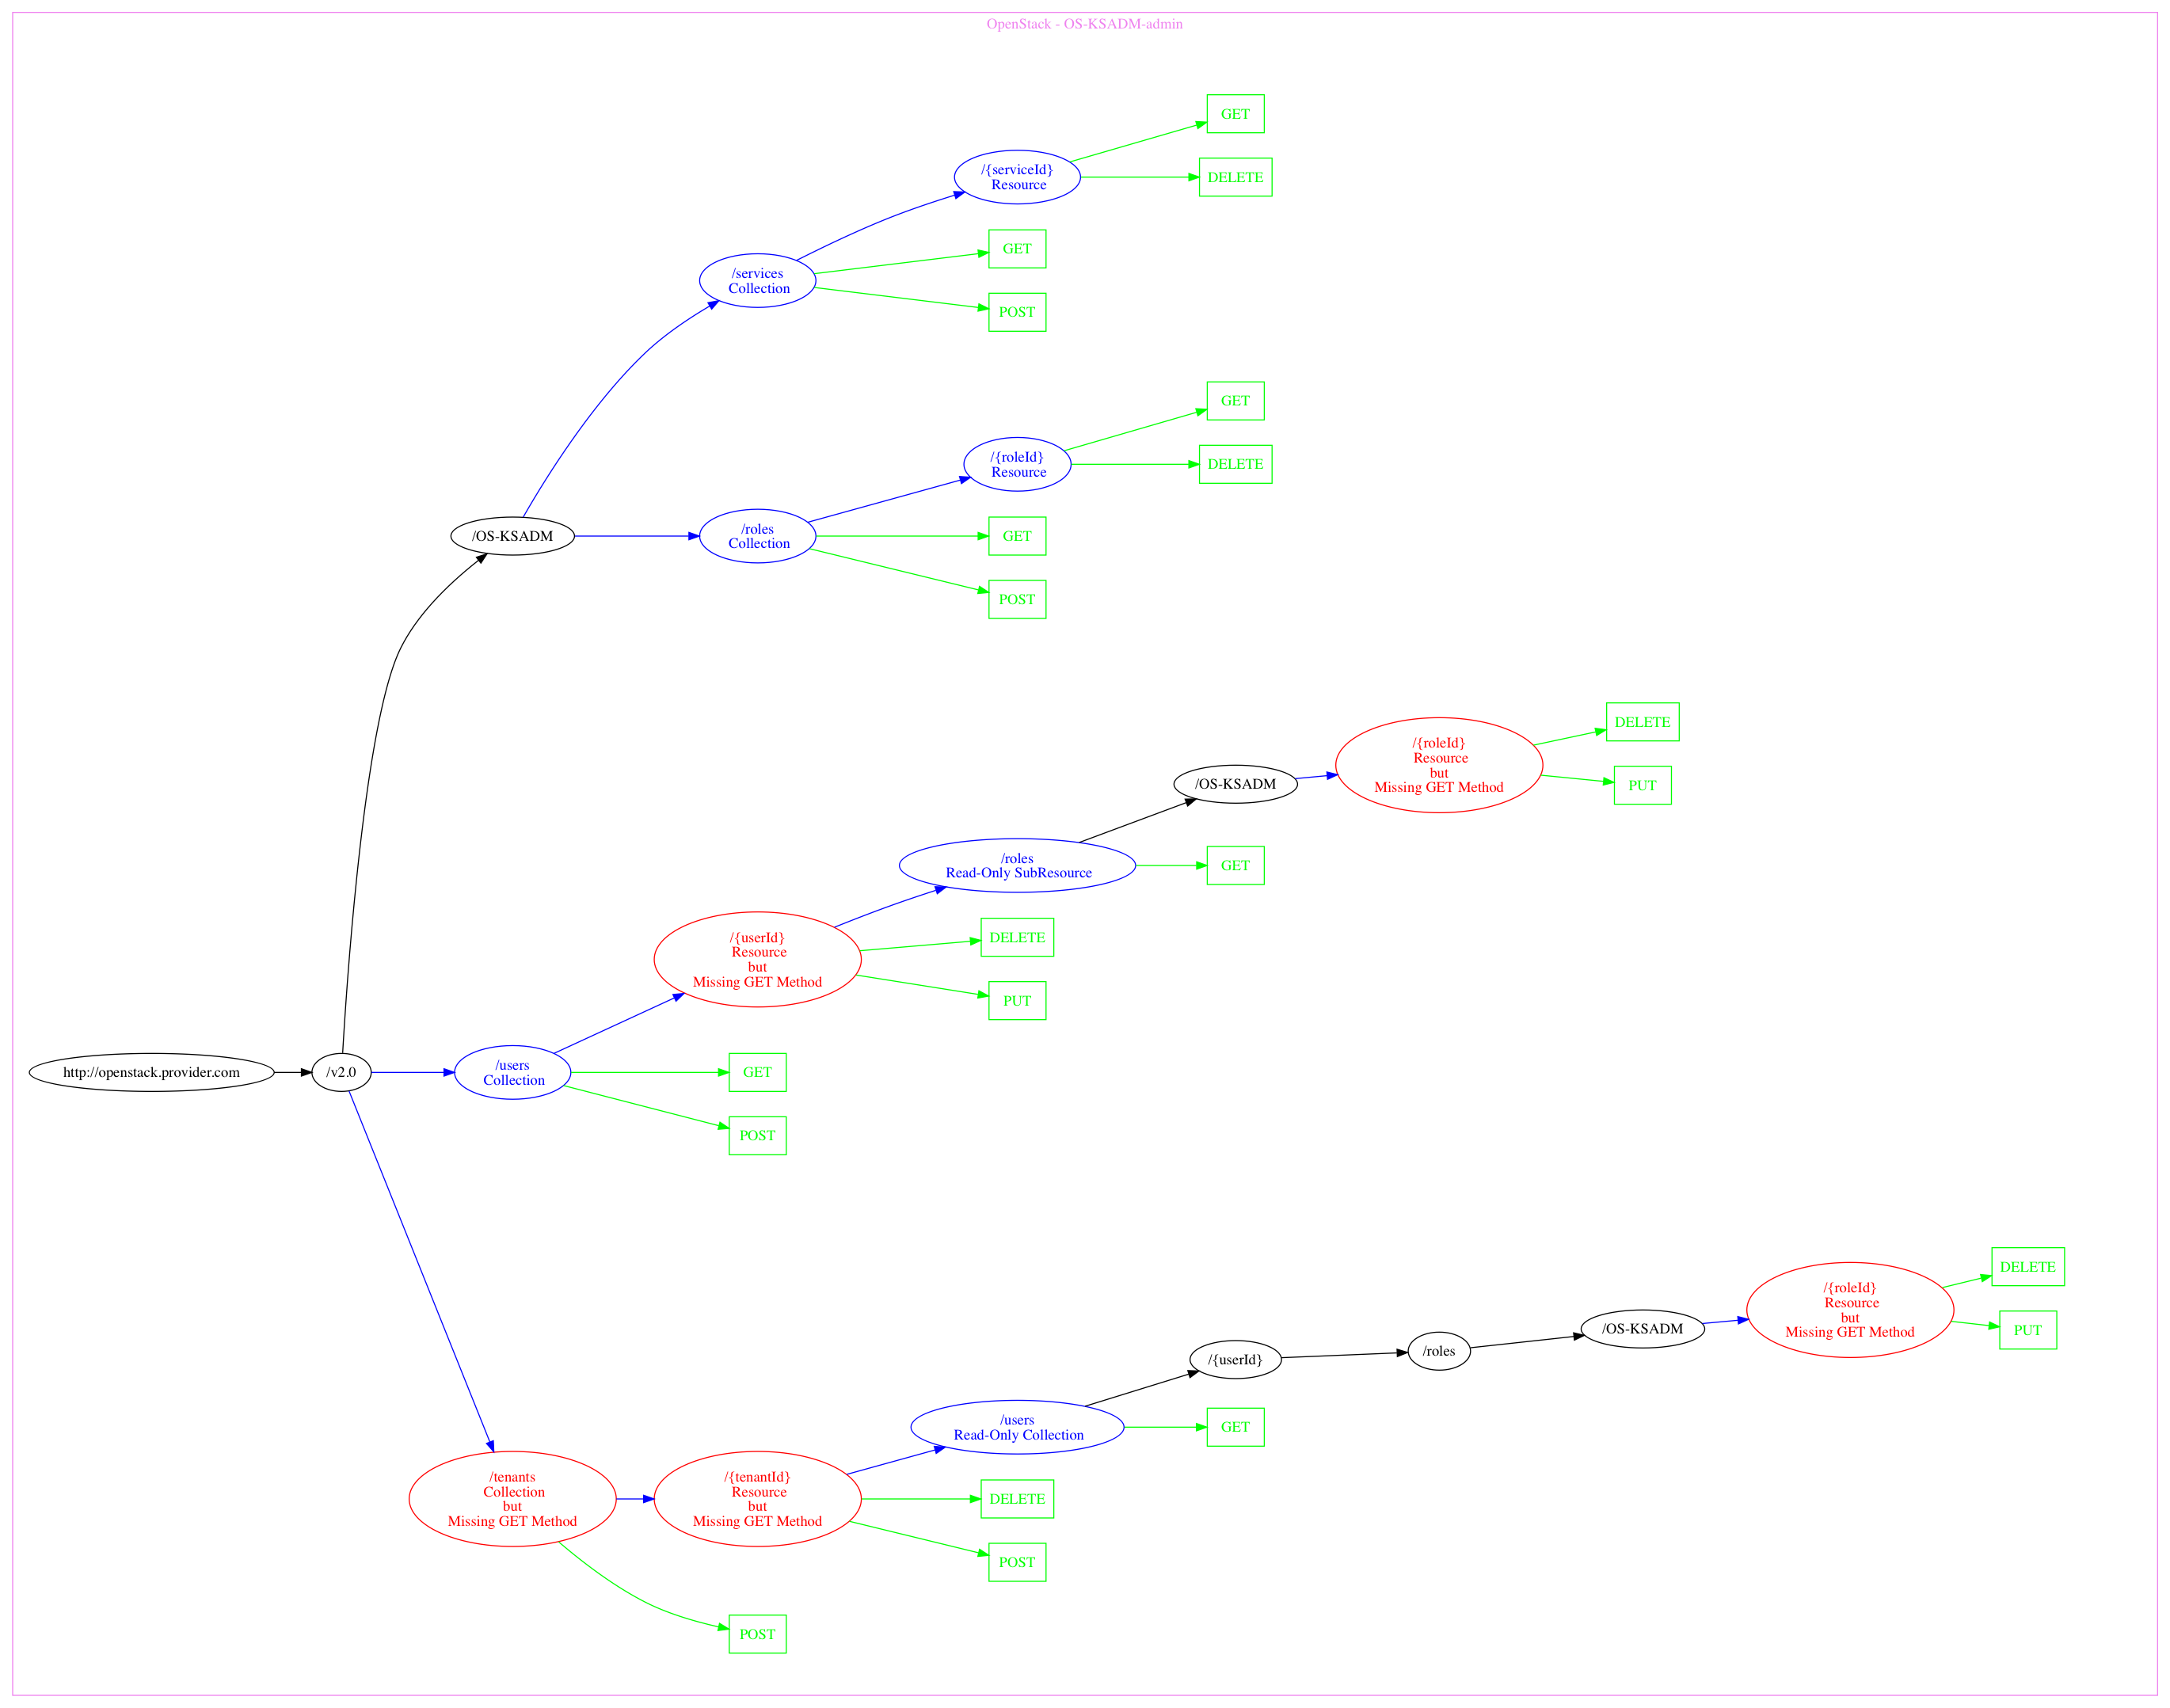 OpenStack - OS-KSADM-admin
GET
/{serviceId}
Resource
DELETE
/services
Collection
GET
POST
GET
/{roleId}
Resource
DELETE
/OS-KSADM
/roles
Collection
GET
POST
DELETE
/{roleId}
Resource
but
Missing GET Method
/OS-KSADM
PUT
/roles
Read-Only SubResource
GET
/{userId}
Resource
but
Missing GET Method
DELETE
PUT
http://openstack.provider.com
/v2.0
/users
Collection
GET
POST
DELETE
/{roleId}
Resource
but
Missing GET Method
/OS-KSADM
PUT
/{userId}
/roles
/users
Read-Only Collection
GET
/tenants
Collection
but
Missing GET Method
/{tenantId}
Resource
but
Missing GET Method
DELETE
POST
POST